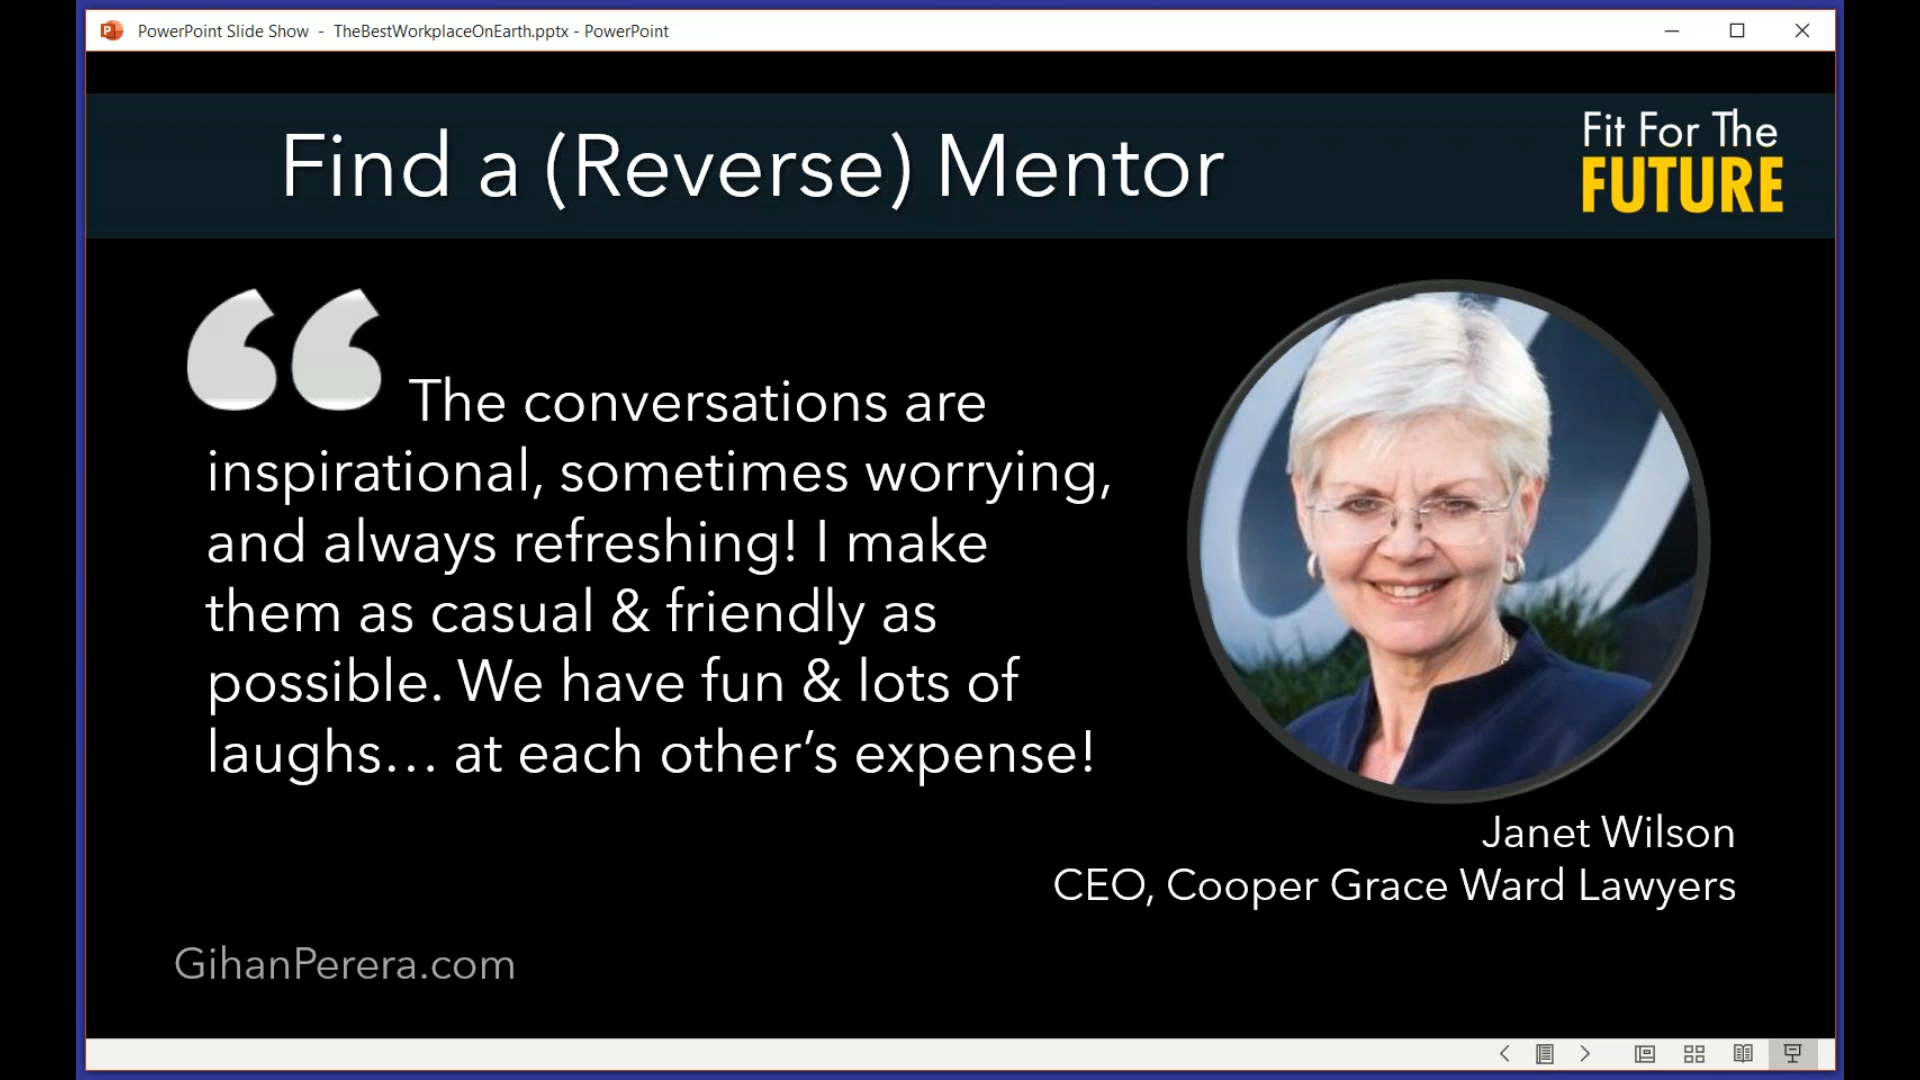 PowerPoint Slide Show - TheBestWorkplaceOnEarth.pptx - PowerPoint
Find a (Reverse) Mentor
Fit For The
FUTURE
“ The conversations are
inspirational, sometimes worrying,
and always refreshing! I make
them as casual & friendly as
possible. We have fun & lots of
laughs… at each other’s expense!
Janet Wilson
CEO, Cooper Grace Ward Lawyers
GihanPerera.com